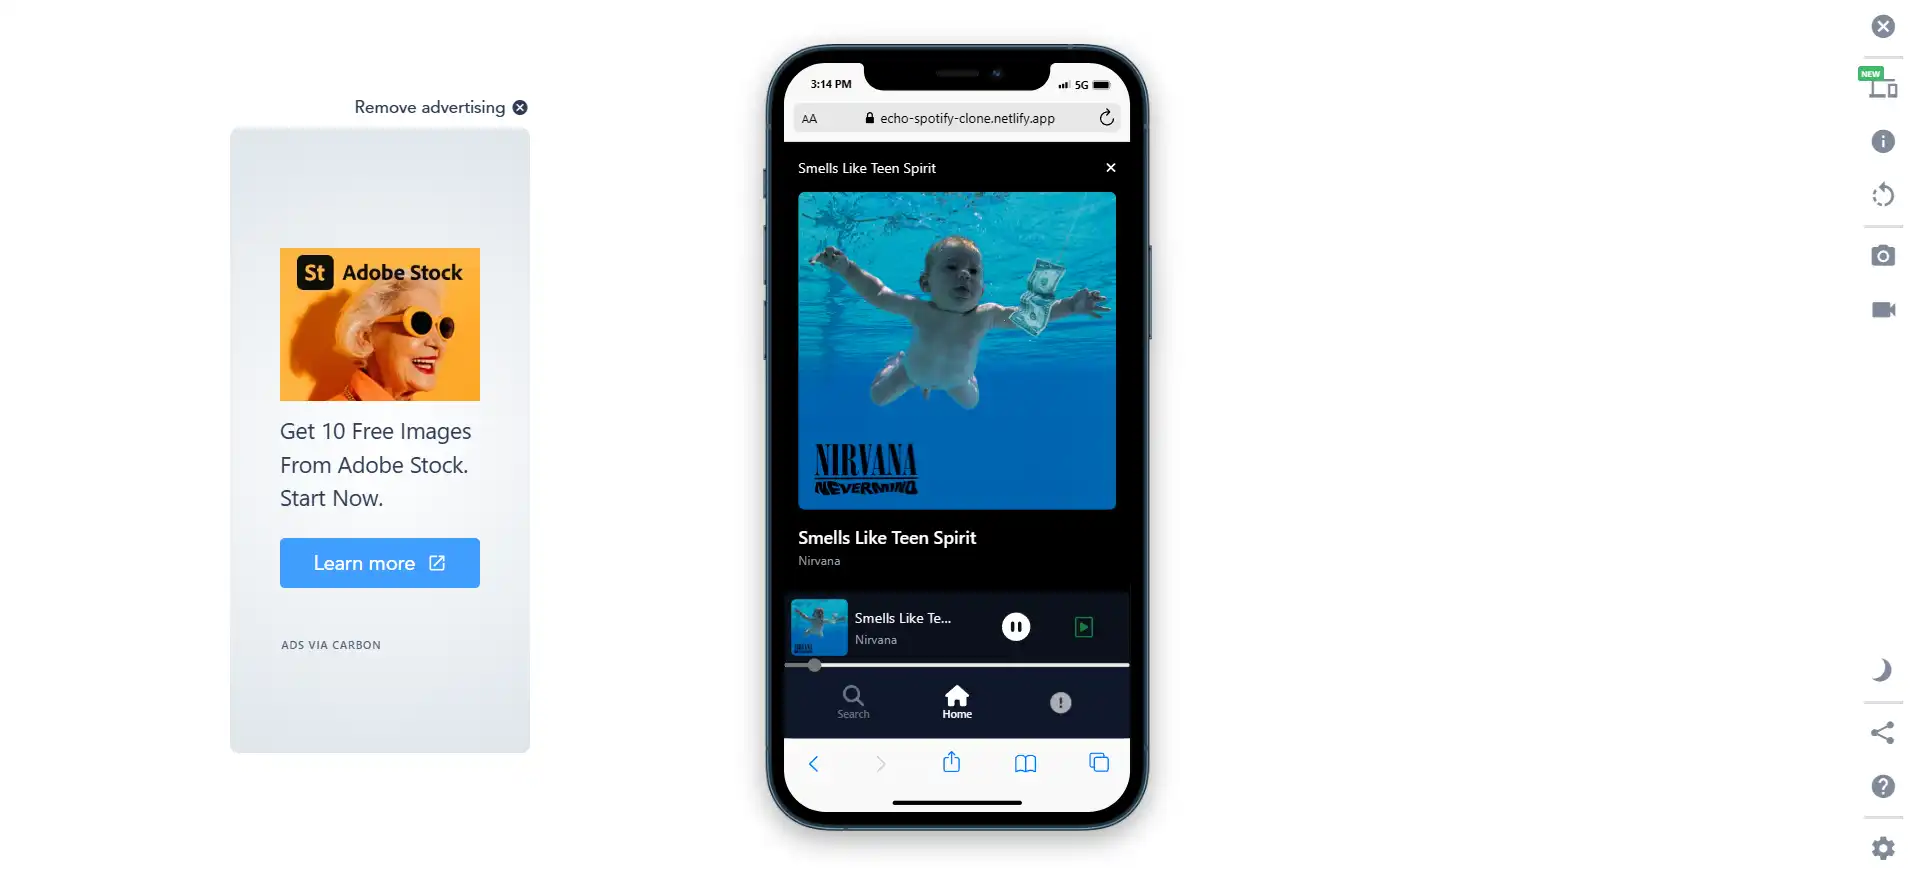 Remove advertising
St Adobe Stock
Get 10 Free Images
From Adobe Stock.
Start Now.
Learn more
ADS VIA CARBON
3:14 PM
5G
AA
echo-spotify-clone.netlify.app
Smells Like Teen Spirit
NIRVANA
NEVERMIND
Smells Like Teen Spirit
Nirvana
Smells Like Te...
Nirvana
Search
Home
NEW